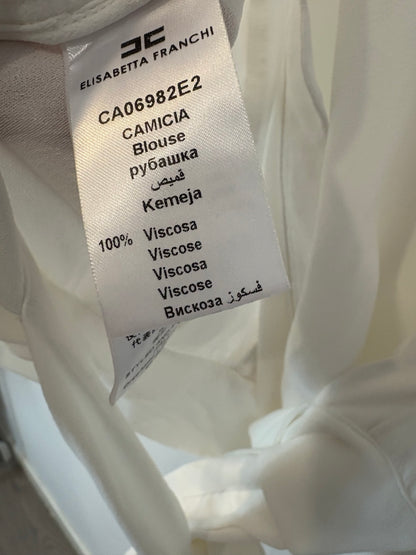 ELISABETTA FRANCHI
CA06982E2
CAMICIA
Blouse
рубашка
قميص
Kemeja
100% Viscosa
Viscose
Viscosa
Viscose
Вискоза فسكوز